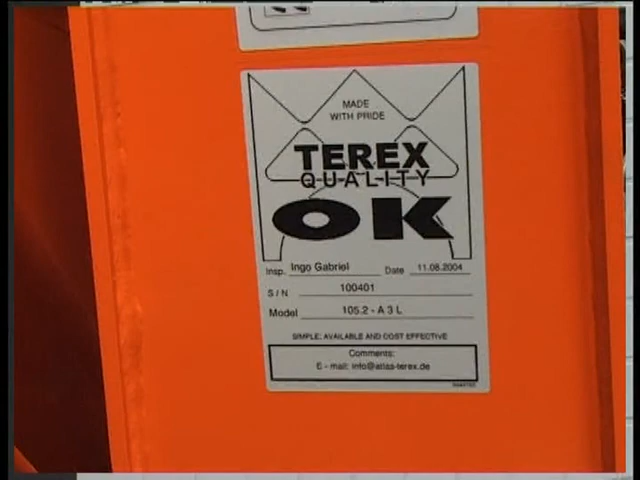 MADE
WITH PRIDE
TEREX
QUALITY
OK
Insp. Ingo Gabriel Date 11.08.2004
S / N 100401
Model 105.2 - A 3 L
SIMPLE, AVAILABLE AND COST EFFECTIVE
Comments:
E - mail: info@atlas-terex.de